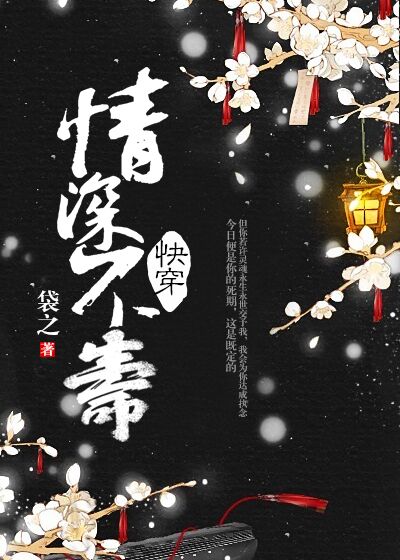 情深不壽
快穿
袋之 著
今日便是你的死期，这是既定的
但你若许灵魂永生永世交予我，我会为你达成执念